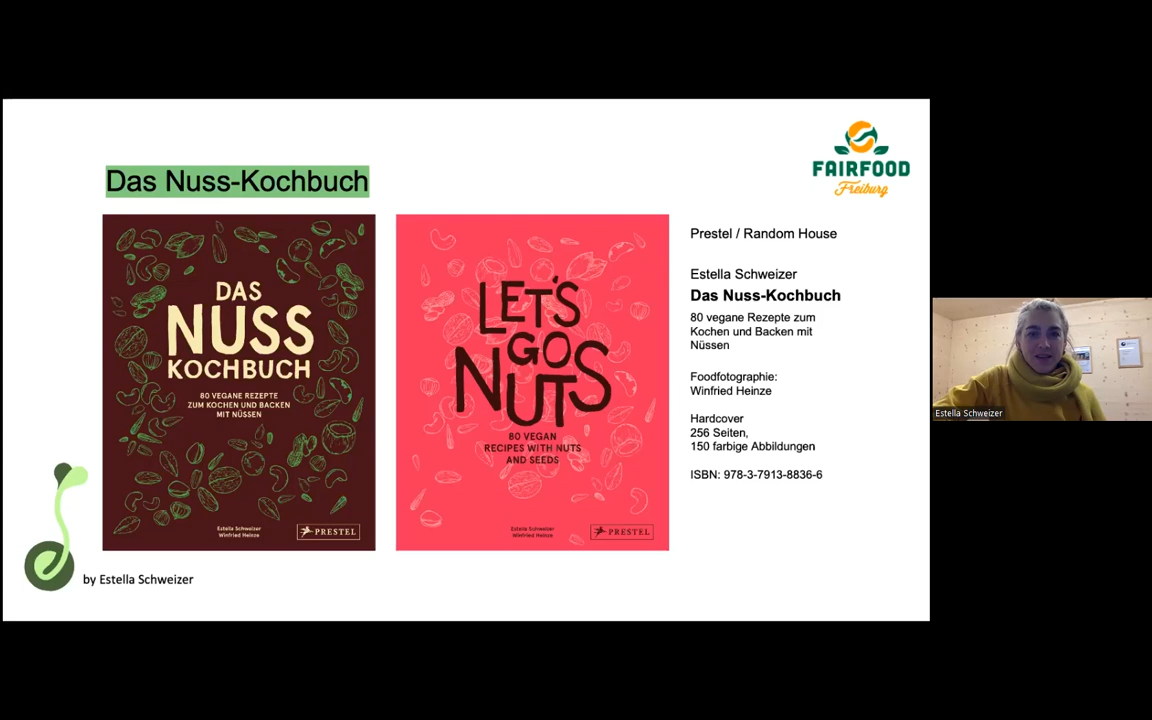 FAIRFOOD
Freiburg
Das Nuss-Kochbuch
DAS
NUSS
KOCHBUCH
80 VEGANE REZEPTE
ZUM KOCHEN UND BACKEN
MIT NÜSSEN
Estella Schweizer
Winfried Heinze
PRESTEL
LET'S
GO
NUTS
80 VEGAN
RECIPES WITH NUTS
AND SEEDS
Estella Schweizer
Winfried Heinze
PRESTEL
Prestel / Random House
Estella Schweizer
Das Nuss-Kochbuch
80 vegane Rezepte zum
Kochen und Backen mit
Nüssen
Foodfotographie:
Winfried Heinze
Hardcover
256 Seiten,
150 farbige Abbildungen
ISBN: 978-3-7913-8836-6
by Estella Schweizer
Estella Schweizer